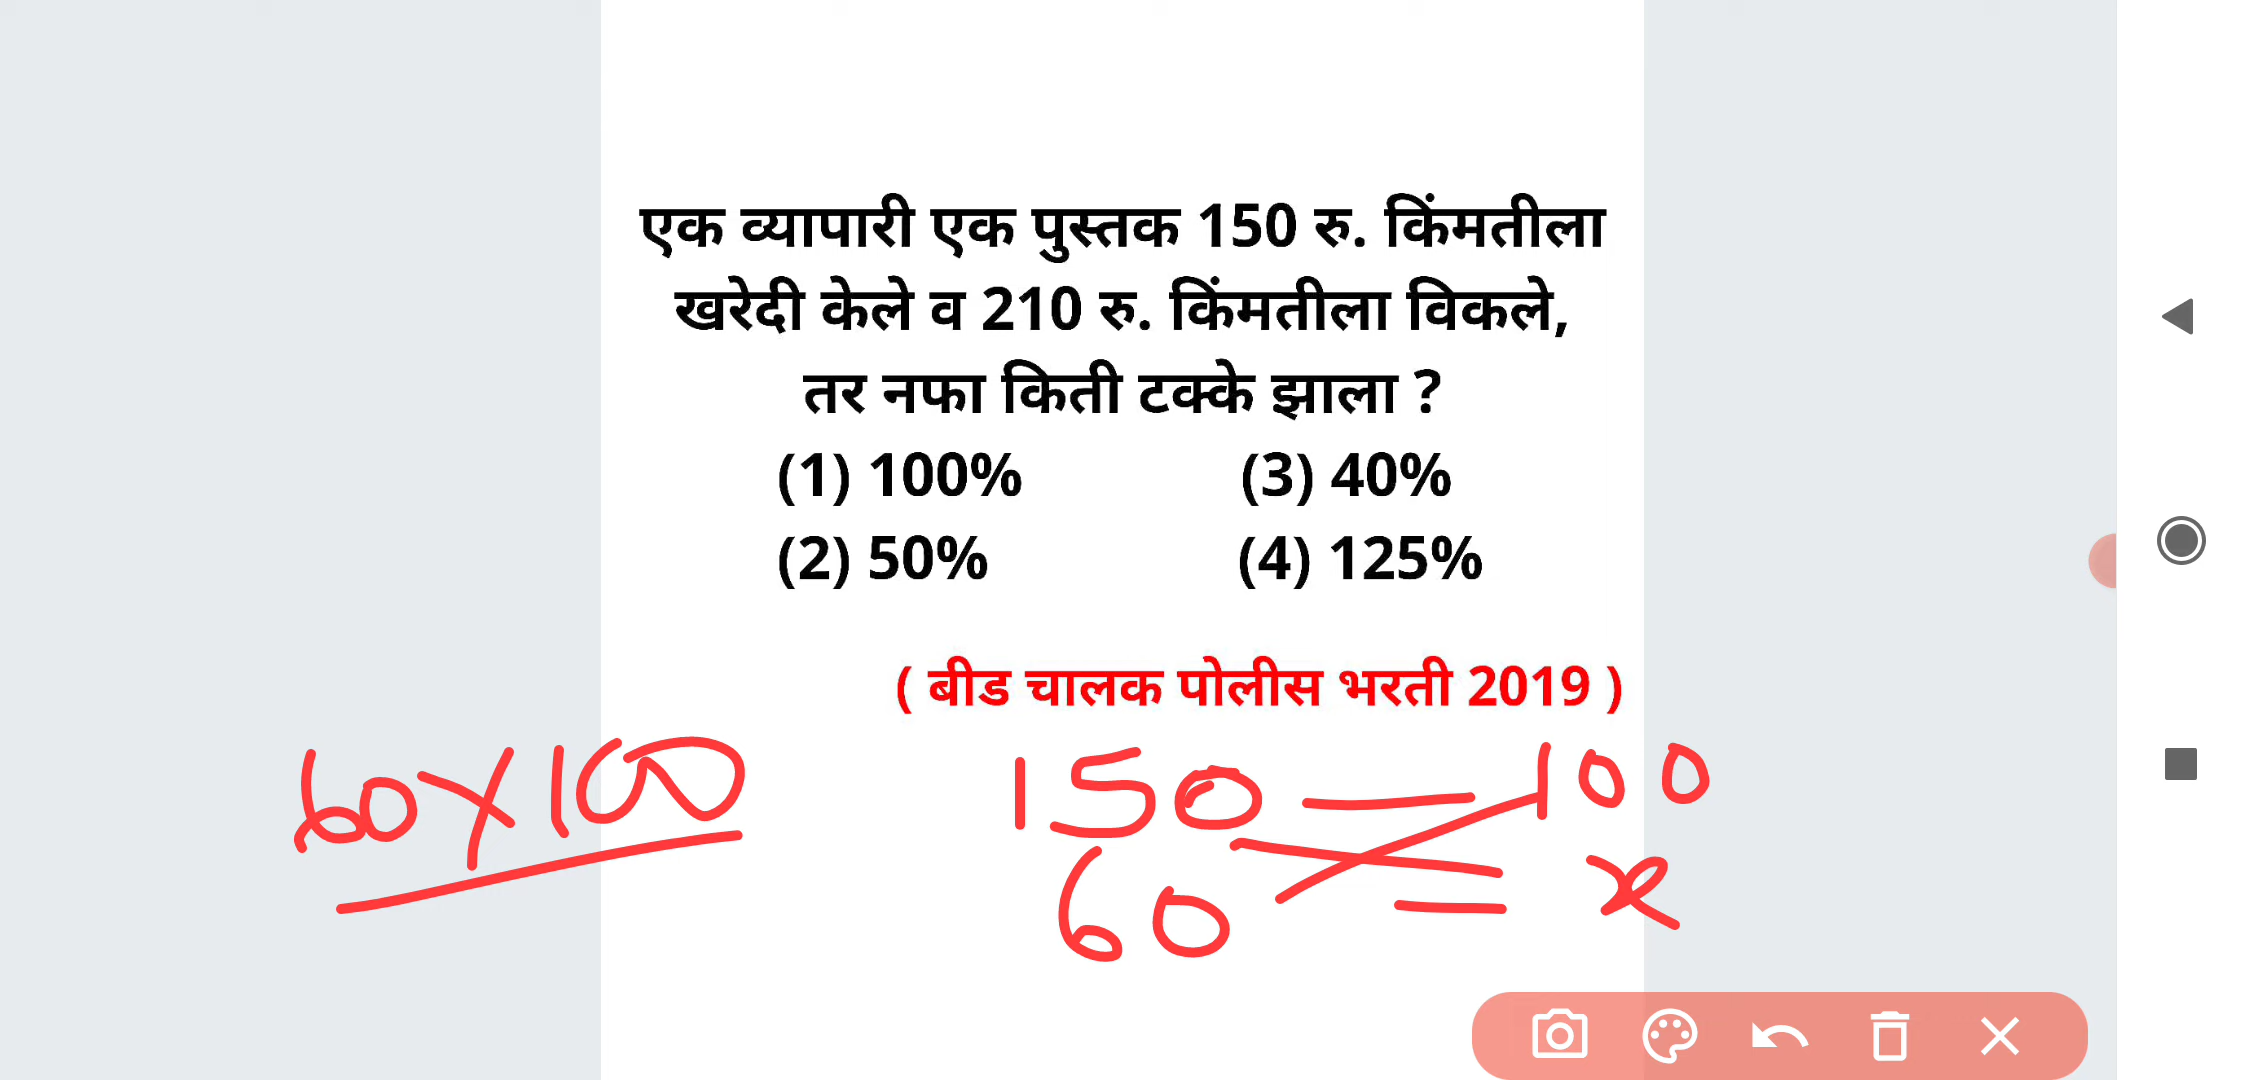 एक व्यापारी एक पुस्तक 150 रु. किंमतीला
खरेदी केले व 210 रु. किंमतीला विकले,
तर नफा किती टक्के झाला ?
(1) 100% (3) 40%
(2) 50% (4) 125%
( बीड चालक पोलीस भरती 2019 )
60×100
150 — 100
60 = x